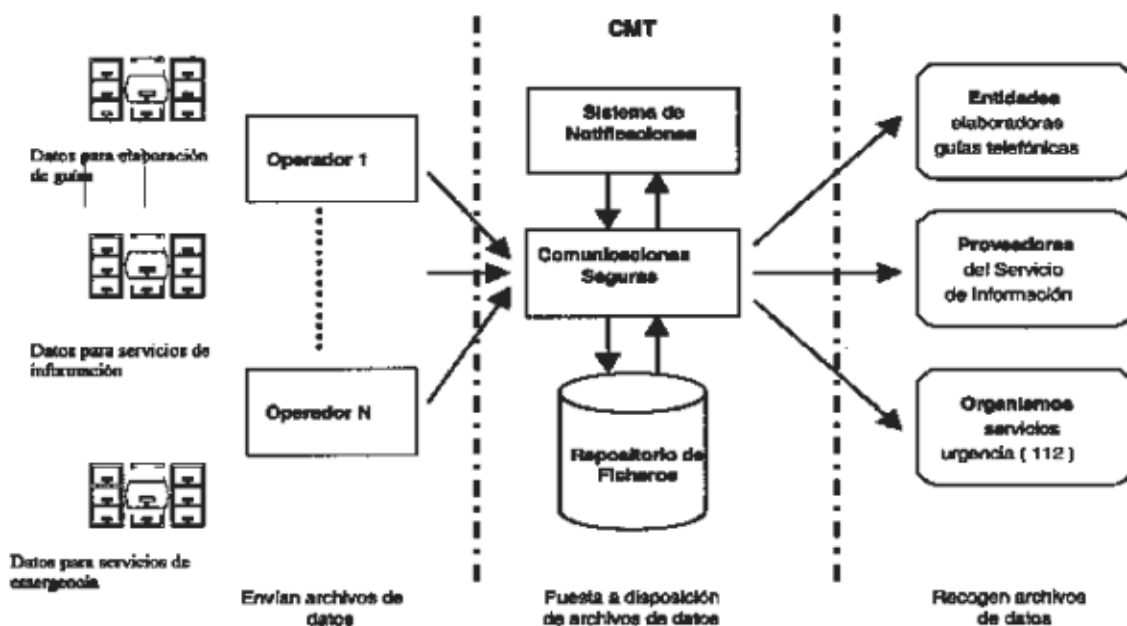 CMT
Datos para elaboración
de guías
Datos para servicios de
información
Datos para servicios de
emergencia
Operador 1
Operador N
Envían archivos de
datos
Sistema de
Notificaciones
Comunicaciones
Seguras
Repositorio de
Ficheros
Puesta a disposición
de archivos de datos
Entidades
elaboradoras
guías telefónicas
Proveedores
del Servicio
de Información
Organismos
servicios
urgencia ( 112 )
Recogen archivos
de datos